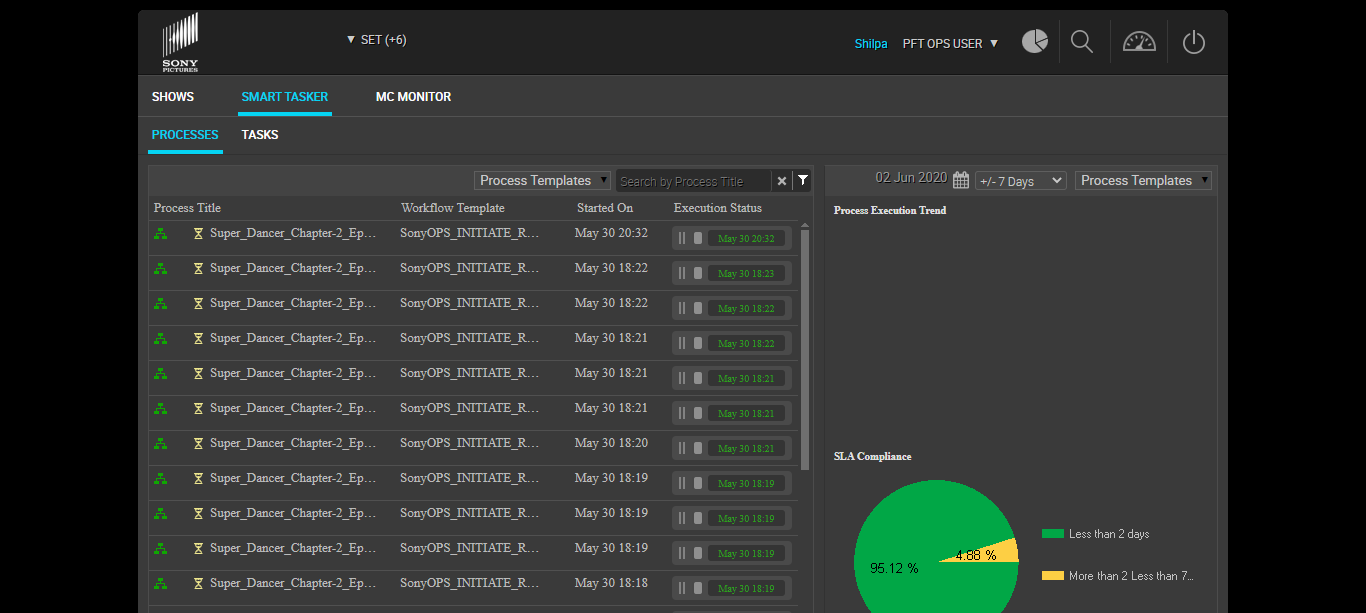 SONY
PICTURES
▼ SET (+6)
Shilpa PFT OPS USER ▼
SHOWS SMART TASKER MC MONITOR
PROCESSES TASKS
Process Templates Search by Process Title
Process Title Workflow Template Started On Execution Status
Super_Dancer_Chapter-2_Ep… SonyOPS_INITIATE_R… May 30 20:32 May 30 20:32
Super_Dancer_Chapter-2_Ep… SonyOPS_INITIATE_R… May 30 18:22 May 30 18:23
Super_Dancer_Chapter-2_Ep… SonyOPS_INITIATE_R… May 30 18:22 May 30 18:22
Super_Dancer_Chapter-2_Ep… SonyOPS_INITIATE_R… May 30 18:21 May 30 18:22
Super_Dancer_Chapter-2_Ep… SonyOPS_INITIATE_R… May 30 18:21 May 30 18:21
Super_Dancer_Chapter-2_Ep… SonyOPS_INITIATE_R… May 30 18:21 May 30 18:21
Super_Dancer_Chapter-2_Ep… SonyOPS_INITIATE_R… May 30 18:20 May 30 18:21
Super_Dancer_Chapter-2_Ep… SonyOPS_INITIATE_R… May 30 18:19 May 30 18:19
Super_Dancer_Chapter-2_Ep… SonyOPS_INITIATE_R… May 30 18:19 May 30 18:19
Super_Dancer_Chapter-2_Ep… SonyOPS_INITIATE_R… May 30 18:19 May 30 18:19
Super_Dancer_Chapter-2_Ep… SonyOPS_INITIATE_R… May 30 18:18 May 30 18:19
02 Jun 2020 +/- 7 Days Process Templates
Process Execution Trend
SLA Compliance
95.12 %
4.88 %
Less than 2 days
More than 2 Less than 7...